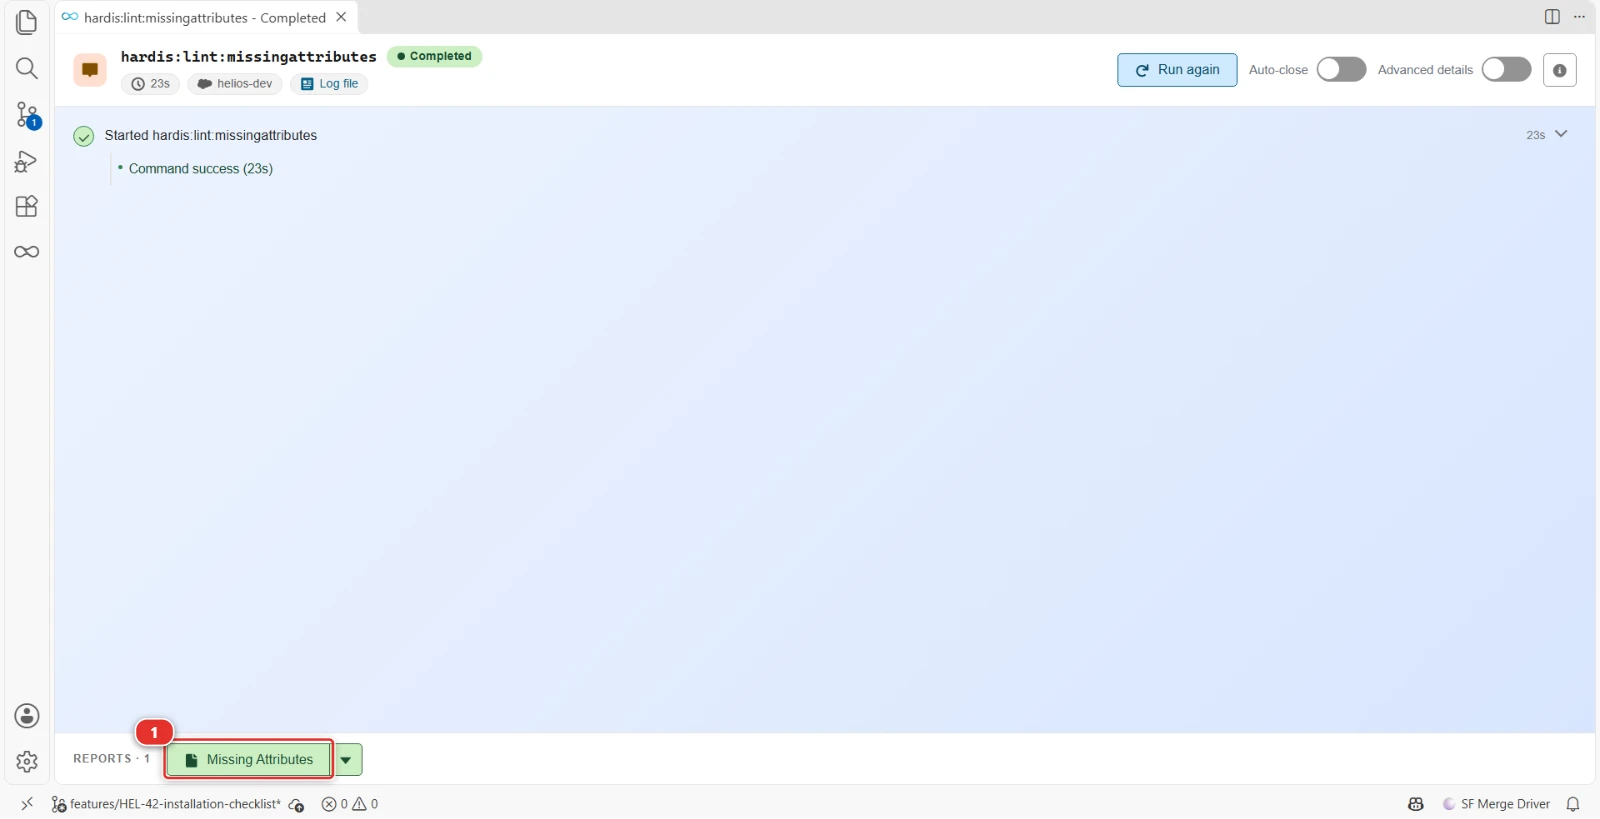 hardis:lint:missingattributes - Completed
hardis:lint:missingattributes
Completed
23s
helios-dev
Log file
Run again
Auto-close
Advanced details
1
Started hardis:lint:missingattributes
23s
Command success (23s)
1
REPORTS · 1
Missing Attributes
features/HEL-42-installation-checklist*
0
0
SF Merge Driver